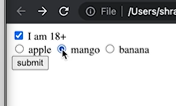 File | /Users/shra
I am 18+
apple mango banana
submit